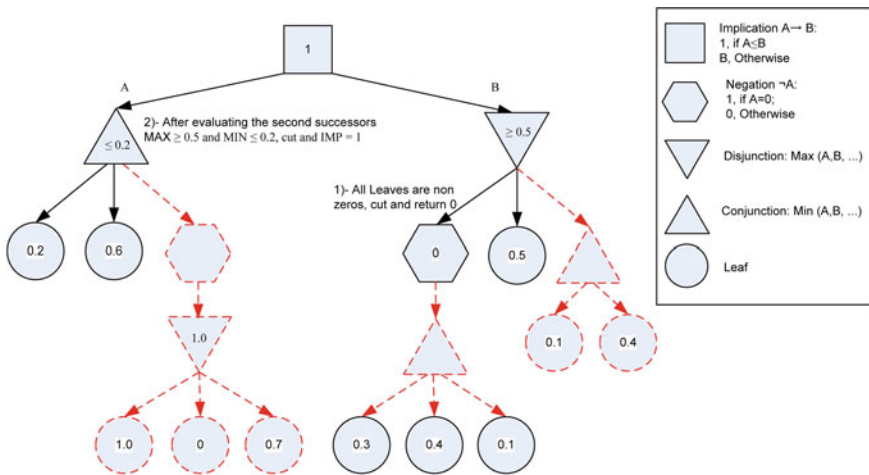 1
Implication A→ B:
1, if A≤B
B, Otherwise
A
B
2)- After evaluating the second successors
MAX ≥ 0.5 and MIN ≤ 0.2, cut and IMP = 1
Negation ¬A:
1, if A=0;
0, Otherwise
≤ 0.2
≥ 0.5
Disjunction: Max (A,B, ...)
1)- All Leaves are non
zeros, cut and return 0
Conjunction: Min (A,B, ...)
0.2
0.6
0
0.5
Leaf
1.0
0.1
0.4
1.0
0
0.7
0.3
0.4
0.1